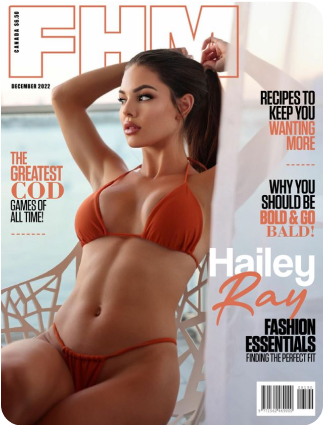 CANADA $6.50
FHM
DECEMBER 2022
RECIPES TO
KEEP YOU
WANTING
MORE
THE
GREATEST
COD
GAMES OF
ALL TIME!
WHY YOU
SHOULD BE
BOLD & GO
BALD!
Hailey
Ray
FASHION
ESSENTIALS
FINDING THE PERFECT FIT